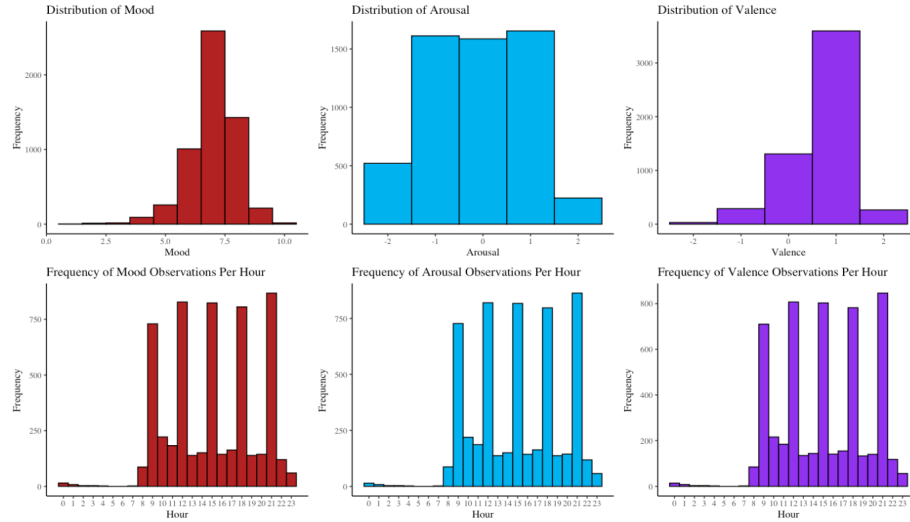 Distribution of Mood
Distribution of Arousal
Distribution of Valence
Frequency
2000
1000
0
0.0 2.5 5.0 7.5 10.0
Mood
Frequency
1500
1000
500
0
-2 -1 0 1 2
Arousal
Frequency
3000
2000
1000
0
-2 -1 0 1 2
Valence
Frequency of Mood Observations Per Hour
Frequency of Arousal Observations Per Hour
Frequency of Valence Observations Per Hour
Frequency
750
500
250
0
0 1 2 3 4 5 6 7 8 9 10 11 12 13 14 15 16 17 18 19 20 21 22 23
Hour
Frequency
750
500
250
0
0 1 2 3 4 5 6 7 8 9 10 11 12 13 14 15 16 17 18 19 20 21 22 23
Hour
Frequency
800
600
400
200
0
0 1 2 3 4 5 6 7 8 9 10 11 12 13 14 15 16 17 18 19 20 21 22 23
Hour